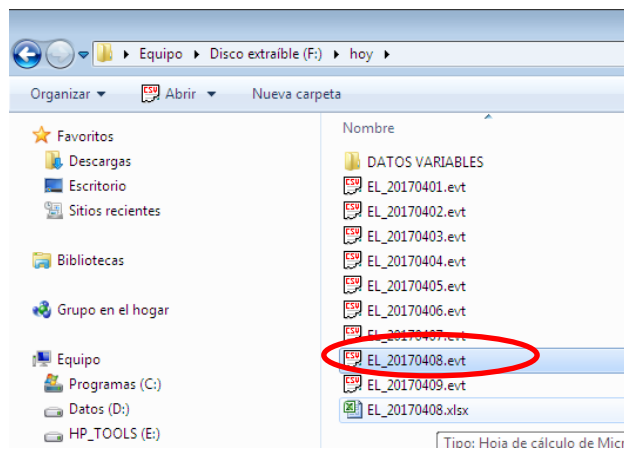 Equipo ▸ Disco extraíble (F:) ▸ hoy ▸
Organizar ▾ Abrir ▾ Nueva carpeta
Favoritos
Descargas
Escritorio
Sitios recientes
Bibliotecas
Grupo en el hogar
Equipo
Programas (C:)
Datos (D:)
HP_TOOLS (E:)
Nombre
DATOS VARIABLES
EL_20170401.evt
EL_20170402.evt
EL_20170403.evt
EL_20170404.evt
EL_20170405.evt
EL_20170406.evt
EL_20170407.evt
EL_20170408.evt
EL_20170409.evt
EL_20170408.xlsx
Tipo: Hoja de cálculo de Micr